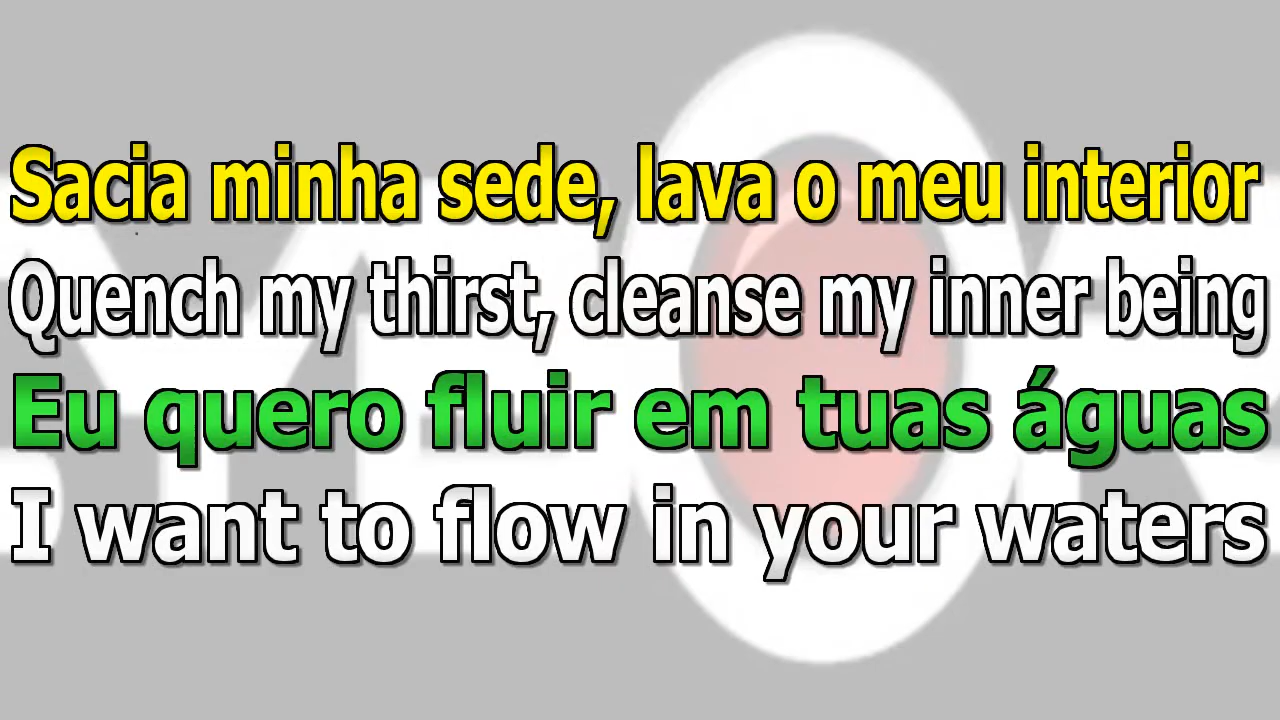 Sacia minha sede, lava o meu interior
Quench my thirst, cleanse my inner being
Eu quero fluir em tuas águas
I want to flow in your waters